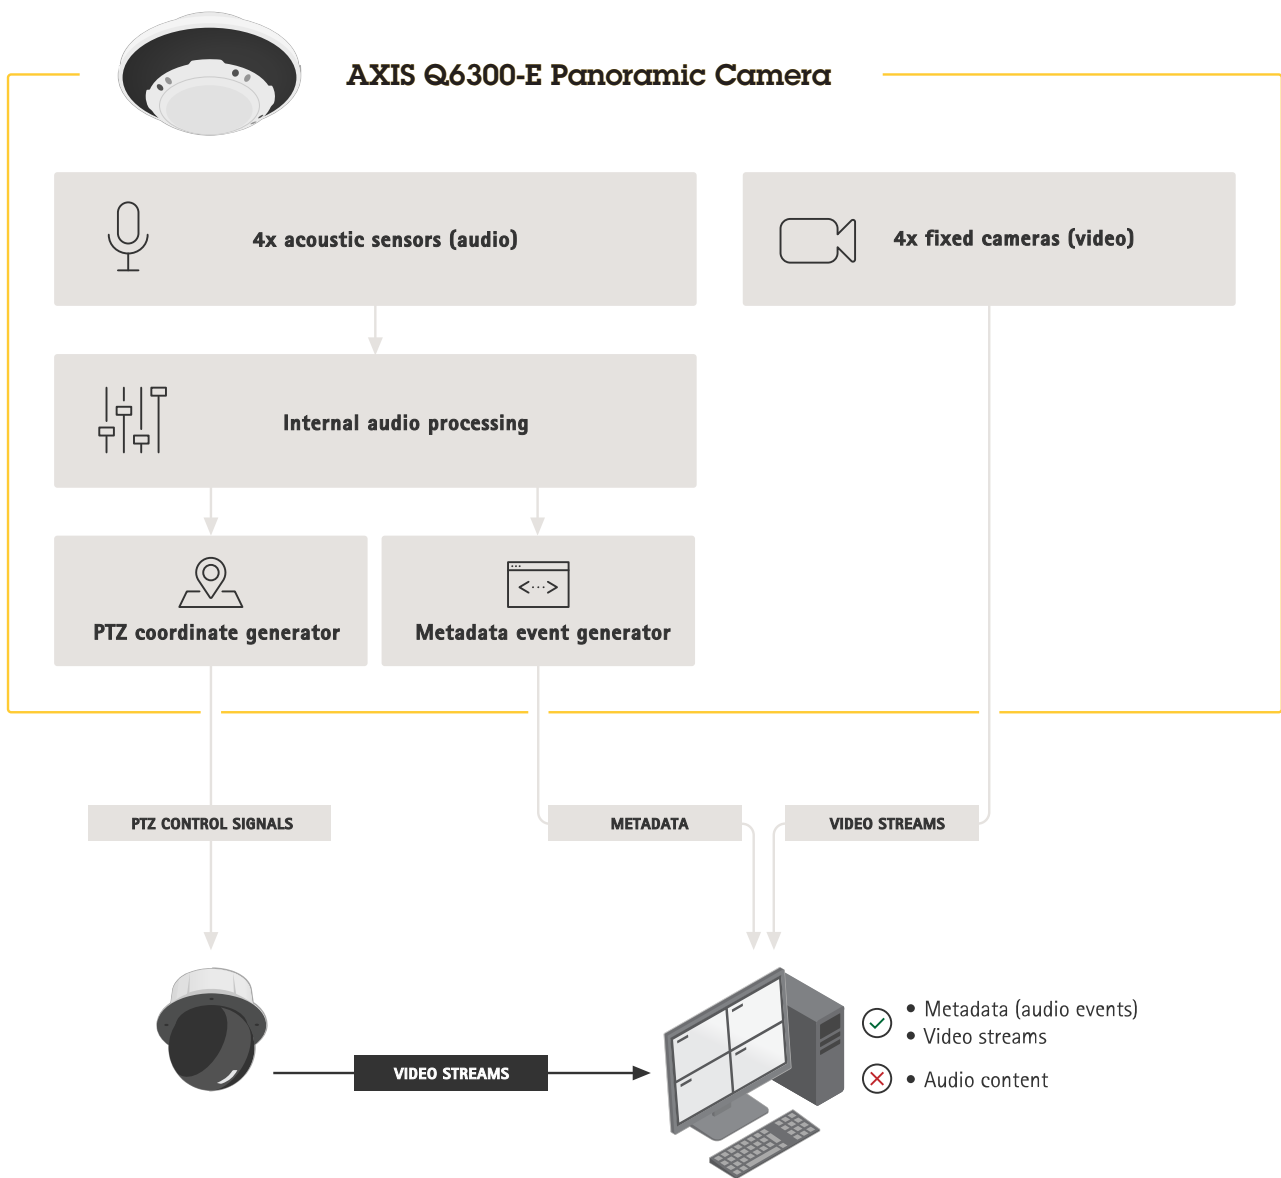 AXIS Q6300-E Panoramic Camera
4x acoustic sensors (audio)
4x fixed cameras (video)
Internal audio processing
PTZ coordinate generator
Metadata event generator
PTZ CONTROL SIGNALS
METADATA
VIDEO STREAMS
• Metadata (audio events)
• Video streams
VIDEO STREAMS
• Audio content